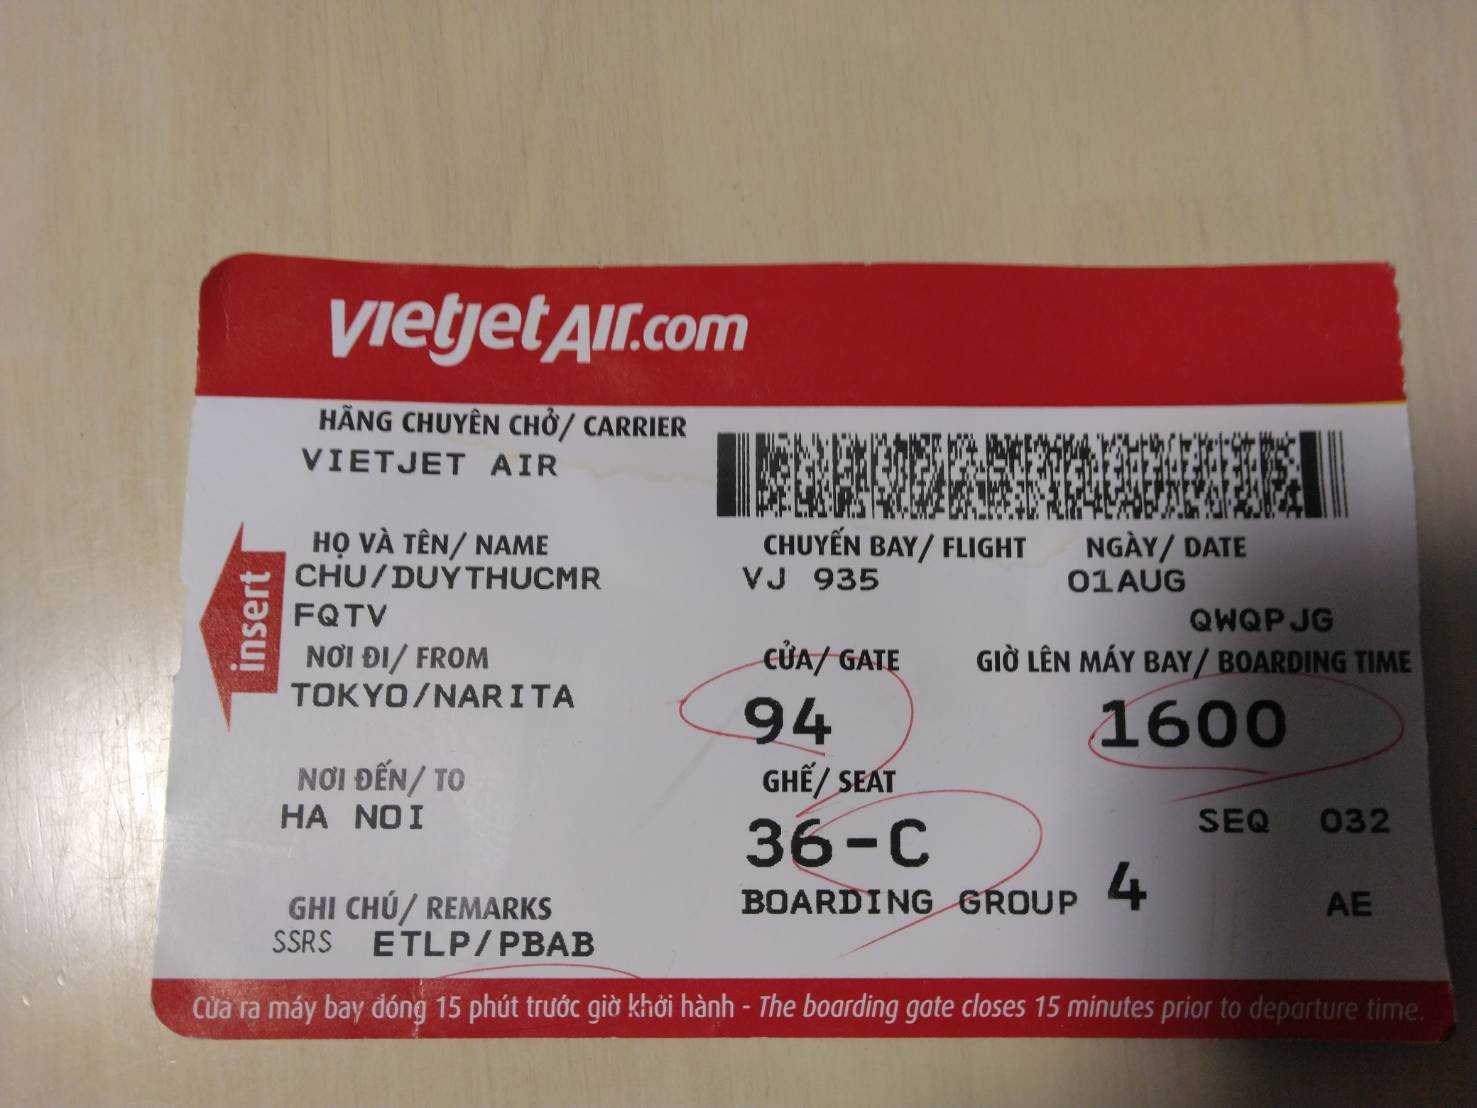 vietjetAir.com
HÃNG CHUYÊN CHỞ/ CARRIER
VIETJET AIR
HỌ VÀ TÊN/ NAME
CHUYẾN BAY/ FLIGHT
NGÀY/ DATE
CHU/DUYTHUCMR
VJ 935
01AUG
insert
FQTV
QWQPJG
NƠI ĐI/ FROM
CỬA/ GATE
GIỜ LÊN MÁY BAY/ BOARDING TIME
TOKYO/NARITA
94
1600
NƠI ĐẾN/ TO
GHẾ/ SEAT
HA NOI
36-C
SEQ 032
GHI CHÚ/ REMARKS
BOARDING GROUP 4
AE
SSRS ETLP/PBAB
Cửa ra máy bay đóng 15 phút trước giờ khởi hành - The boarding gate closes 15 minutes prior to departure time.